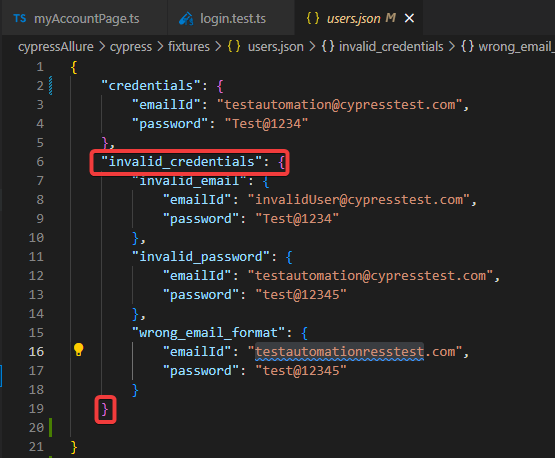 TS myAccountPage.ts login.test.ts {} users.json M ×
cypressAllure > cypress > fixtures > {} users.json > {} invalid_credentials > {} wrong_email_
1 {
2 "credentials": {
3 "emailId": "testautomation@cypresstest.com",
4 "password": "Test@1234"
5 },
6 "invalid_credentials": {
7 "invalid_email": {
8 "emailId": "invalidUser@cypresstest.com",
9 "password": "Test@1234"
10 },
11 "invalid_password": {
12 "emailId": "testautomation@cypresstest.com",
13 "password": "test@12345"
14 },
15 "wrong_email_format": {
16 "emailId": "testautomationresstest.com",
17 "password": "test@12345"
18 }
19 }
20
21 }